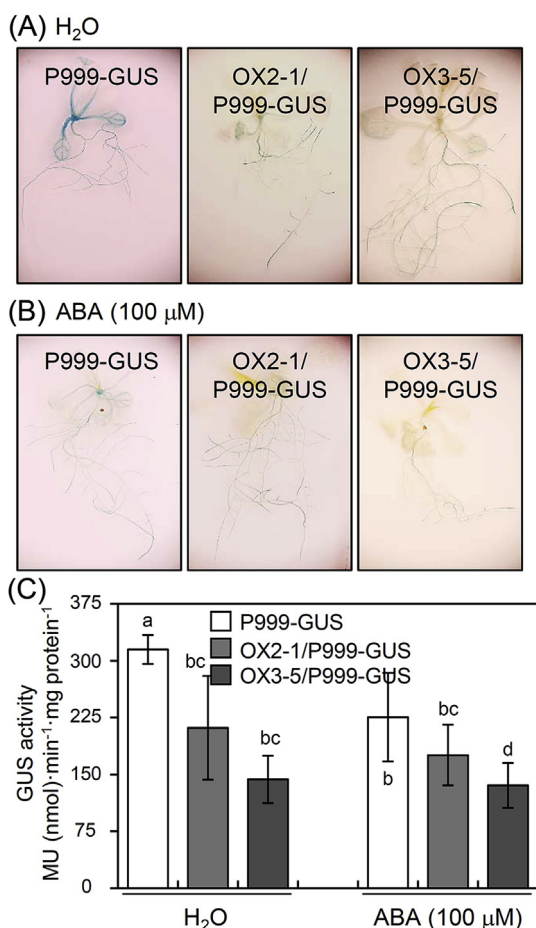 (A) H₂O
P999-GUS
OX2-1/
P999-GUS
OX3-5/
P999-GUS
(B) ABA (100 μM)
P999-GUS
OX2-1/
P999-GUS
OX3-5/
P999-GUS
(C)
GUS activity
MU (nmol)·min⁻¹·mg protein⁻¹
375
300
225
150
75
0
P999-GUS
OX2-1/P999-GUS
OX3-5/P999-GUS
a
bc
bc
b
bc
d
H₂O
ABA (100 μM)